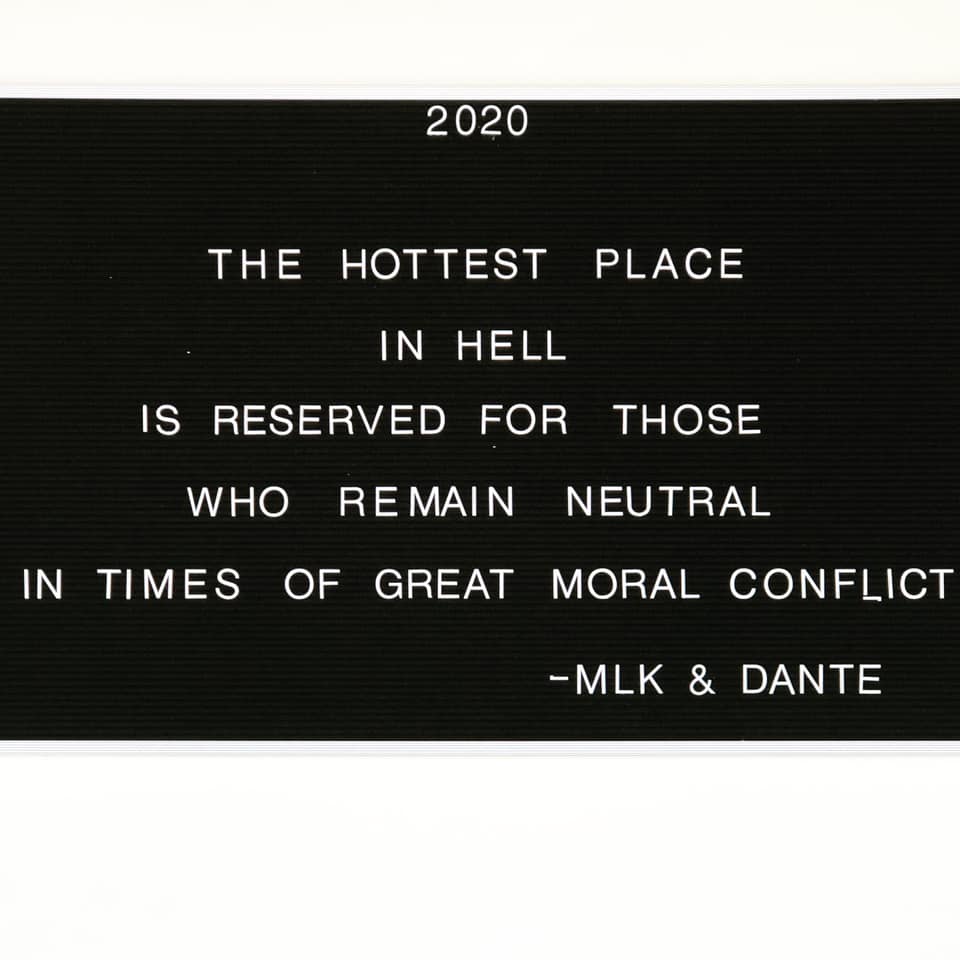 2020
THE HOTTEST PLACE
IN HELL
IS RESERVED FOR THOSE
WHO REMAIN NEUTRAL
IN TIMES OF GREAT MORAL CONFLICT
-MLK & DANTE